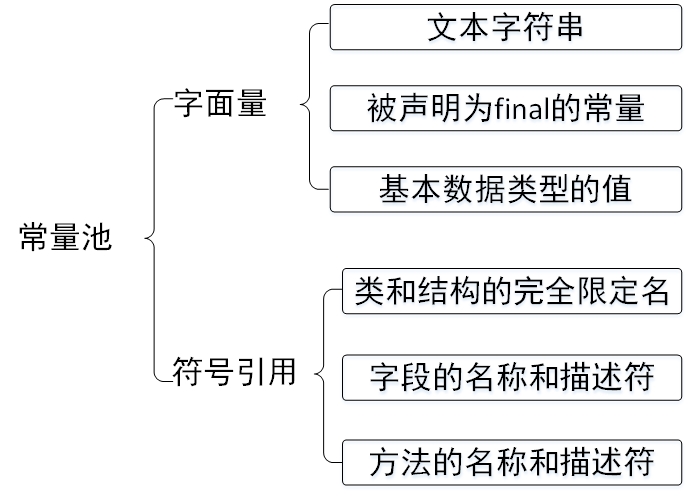 文本字符串
字面量
被声明为final的常量
基本数据类型的值
常量池
类和结构的完全限定名
符号引用
字段的名称和描述符
方法的名称和描述符